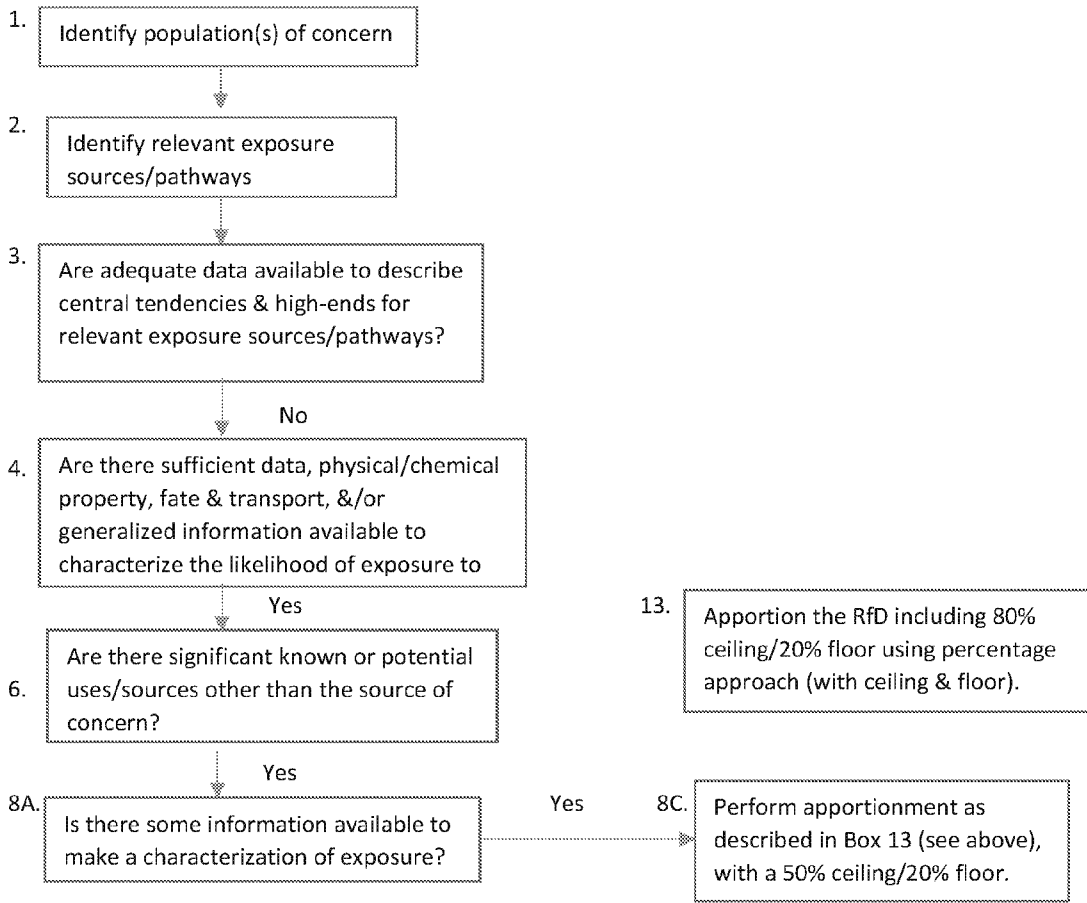 1.
Identify population(s) of concern
2.
Identify relevant exposure
sources/pathways
3.
Are adequate data available to describe
central tendencies & high-ends for
relevant exposure sources/pathways?
No
4.
Are there sufficient data, physical/chemical
property, fate & transport, &/or
generalized information available to
characterize the likelihood of exposure to
Yes
6.
Are there significant known or potential
uses/sources other than the source of
concern?
Yes
8A.
Is there some information available to
make a characterization of exposure?
Yes
13.
Apportion the RfD including 80%
ceiling/20% floor using percentage
approach (with ceiling & floor).
8C.
Perform apportionment as
described in Box 13 (see above),
with a 50% ceiling/20% floor.